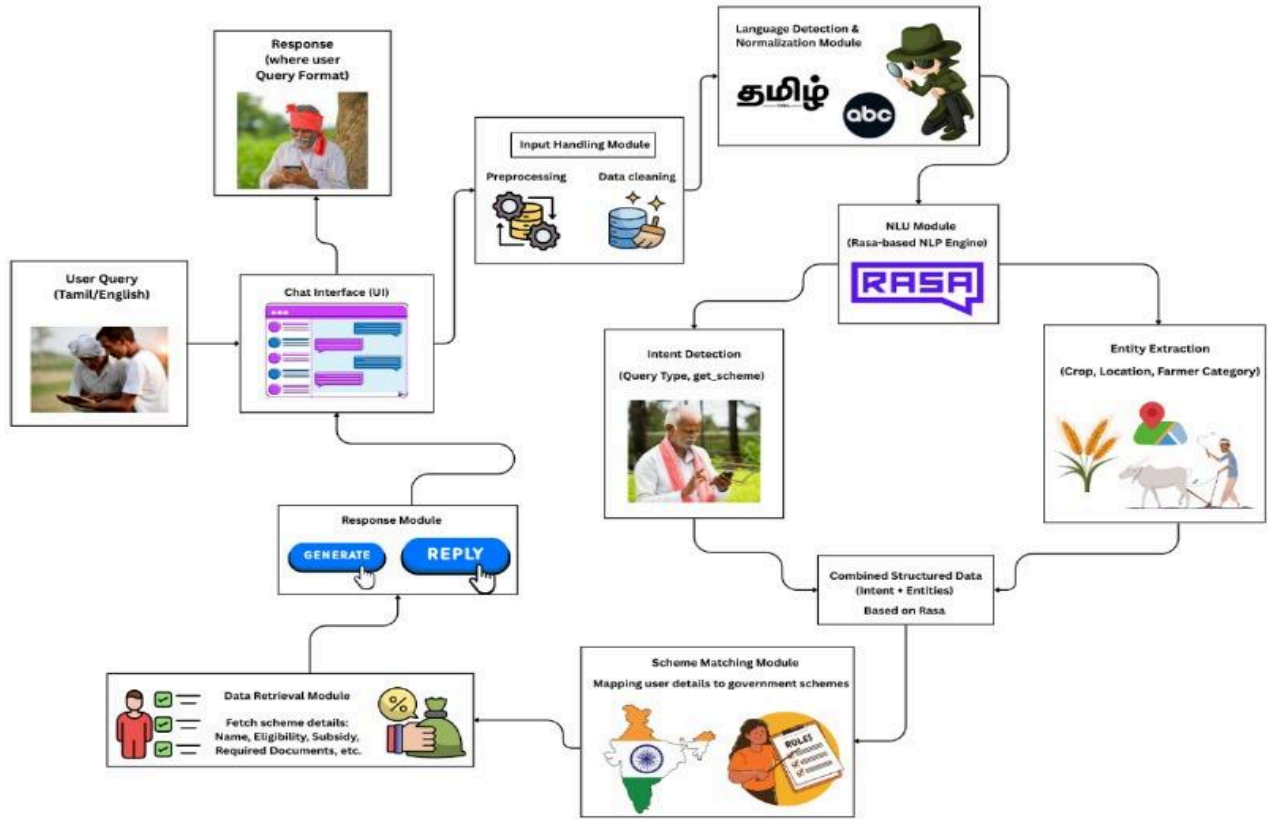 Response
(where user
Query Format)
User Query
(Tamil/English)
Chat Interface (UI)
Input Handling Module
Preprocessing
Data cleaning
Language Detection &
Normalization Module
தமிழ்
abc
NLU Module
(Rasa-based NLP Engine)
RASA
Intent Detection
(Query Type, get_scheme)
Entity Extraction
(Crop, Location, Farmer Category)
Combined Structured Data
(Intent + Entities)
Based on Rasa
Scheme Matching Module
Mapping user details to government schemes
RULES
Data Retrieval Module
Fetch scheme details:
Name, Eligibility, Subsidy,
Required Documents, etc.
%
Response Module
GENERATE
REPLY